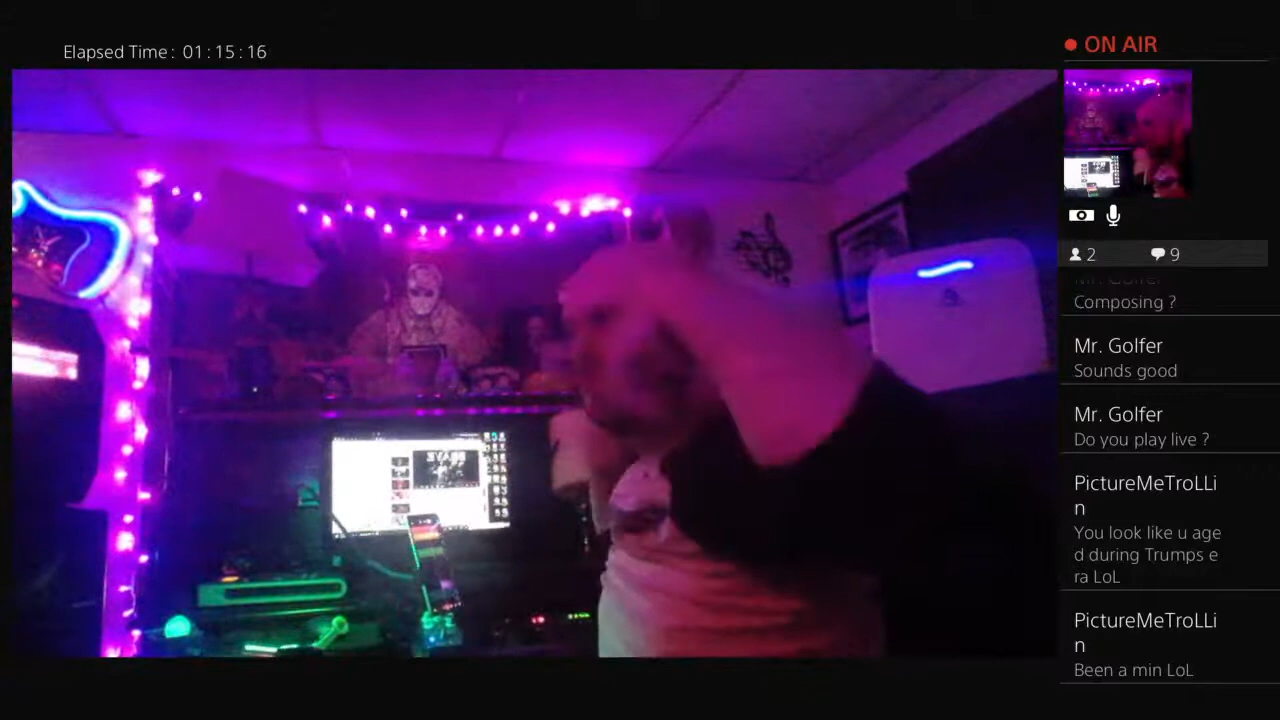 Elapsed Time: 01:15:16
ON AIR
2
9
Composing ?
Mr. Golfer
Sounds good
Mr. Golfer
Do you play live ?
PictureMeTroLLi
n
You look like u age
d during Trumps e
ra LoL
PictureMeTroLLi
n
Been a min LoL